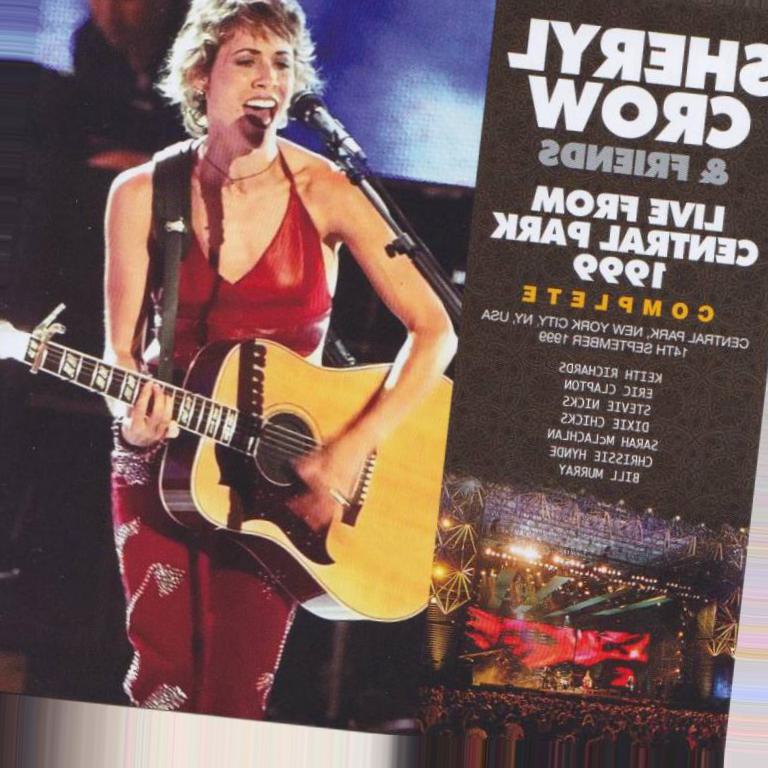 SHERYL
CROW
& FRIENDS
LIVE FROM
CENTRAL PARK
1999
COMPLETE
CENTRAL PARK, NEW YORK CITY, NY, USA
14TH SEPTEMBER 1999
KEITH RICHARDS
ERIC CLAPTON
STEVIE NICKS
DIXIE CHICKS
SARAH McLACHLAN
CHRISSIE HYNDE
BILL MURRAY